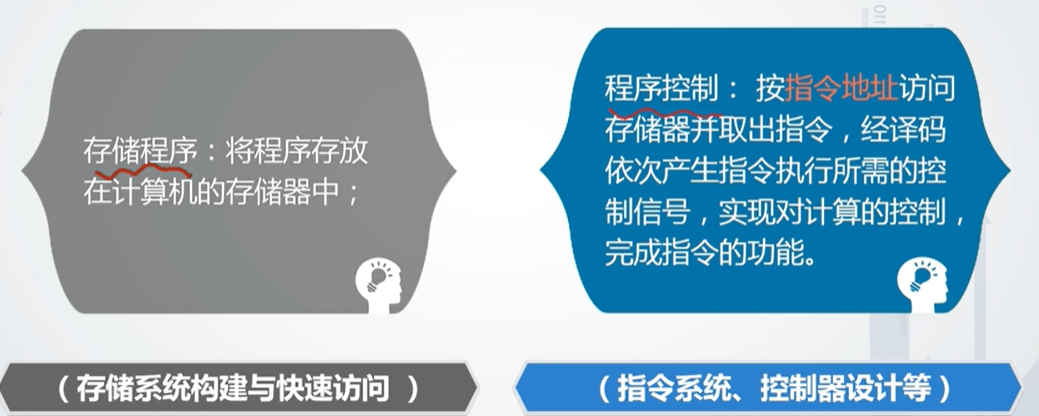 存储程序：将程序存放
在计算机的存储器中；
（存储系统构建与快速访问 ）
程序控制： 按指令地址访问
存储器并取出指令，经译码
依次产生指令执行所需的控
制信号，实现对计算的控制，
完成指令的功能。
（指令系统、控制器设计等）